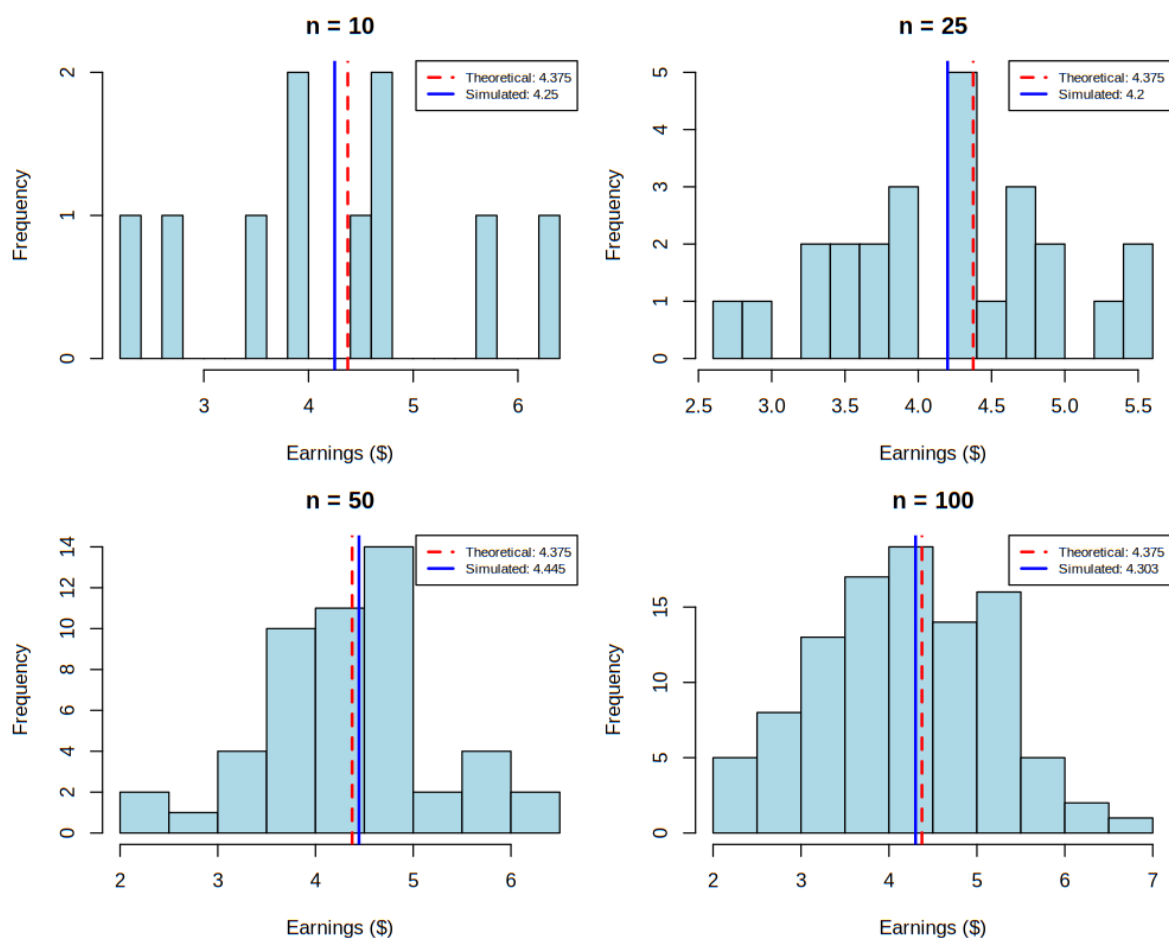 n = 10
Theoretical: 4.375
Simulated: 4.25
Frequency
0
1
2
3
4
5
6
Earnings ($)
n = 25
Theoretical: 4.375
Simulated: 4.2
Frequency
0
1
2
3
4
5
2.5
3.0
3.5
4.0
4.5
5.0
5.5
Earnings ($)
n = 50
Theoretical: 4.375
Simulated: 4.445
Frequency
0
2
4
6
8
10
12
14
2
3
4
5
6
Earnings ($)
n = 100
Theoretical: 4.375
Simulated: 4.303
Frequency
0
5
10
15
2
3
4
5
6
7
Earnings ($)